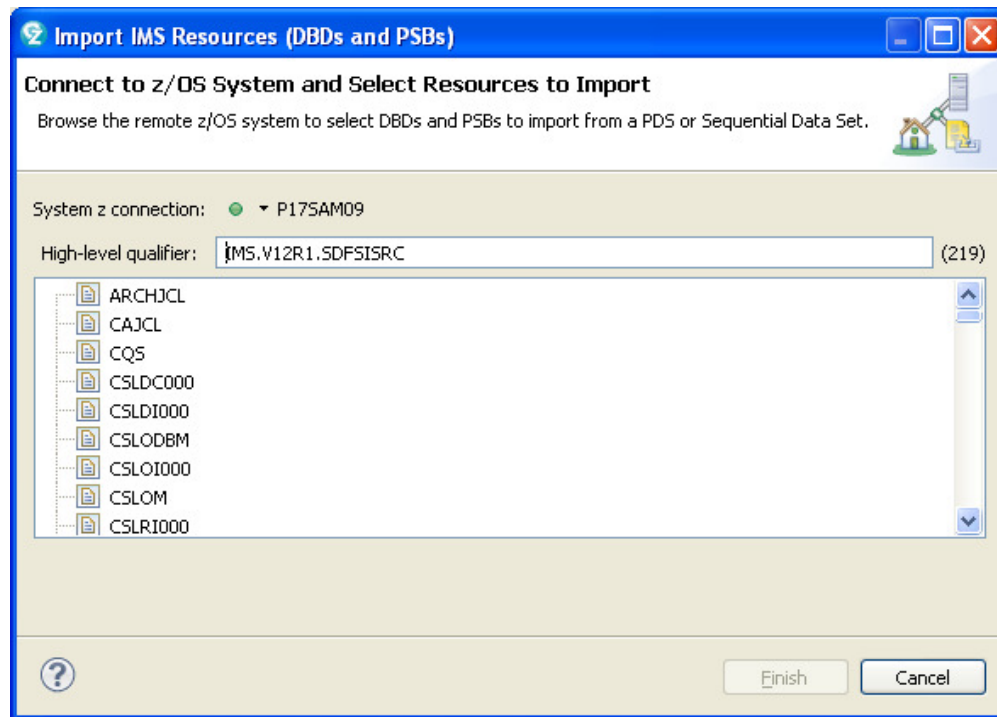 Import IMS Resources (DBDs and PSBs)
Connect to z/OS System and Select Resources to Import
Browse the remote z/OS system to select DBDs and PSBs to import from a PDS or Sequential Data Set.
System z connection: P17SAM09
High-level qualifier: IMS.V12R1.SDFSISRC (219)
ARCHJCL
CAJCL
CQS
CSLDC000
CSLDI000
CSLODBM
CSLOI000
CSLOM
CSLRI000
Finish Cancel